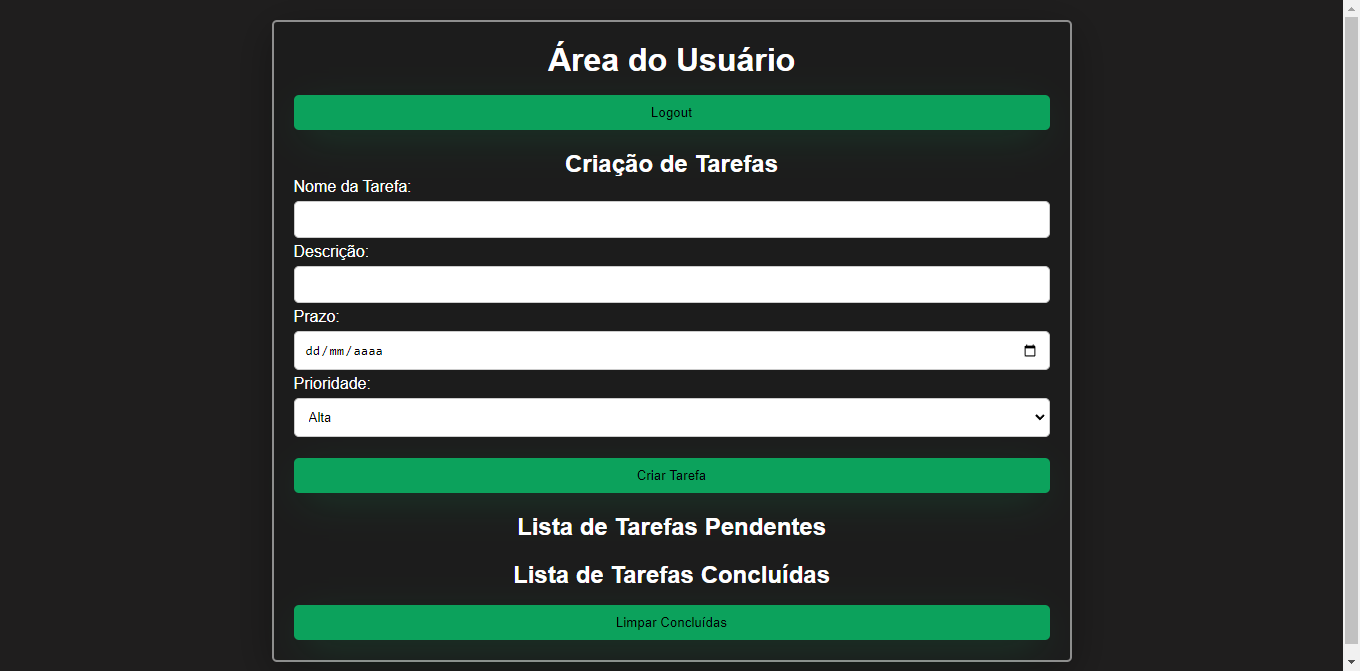 Área do Usuário
Logout
Criação de Tarefas
Nome da Tarefa:
Descrição:
Prazo:
dd/mm/aaaa
Prioridade:
Alta
Criar Tarefa
Lista de Tarefas Pendentes
Lista de Tarefas Concluídas
Limpar Concluídas